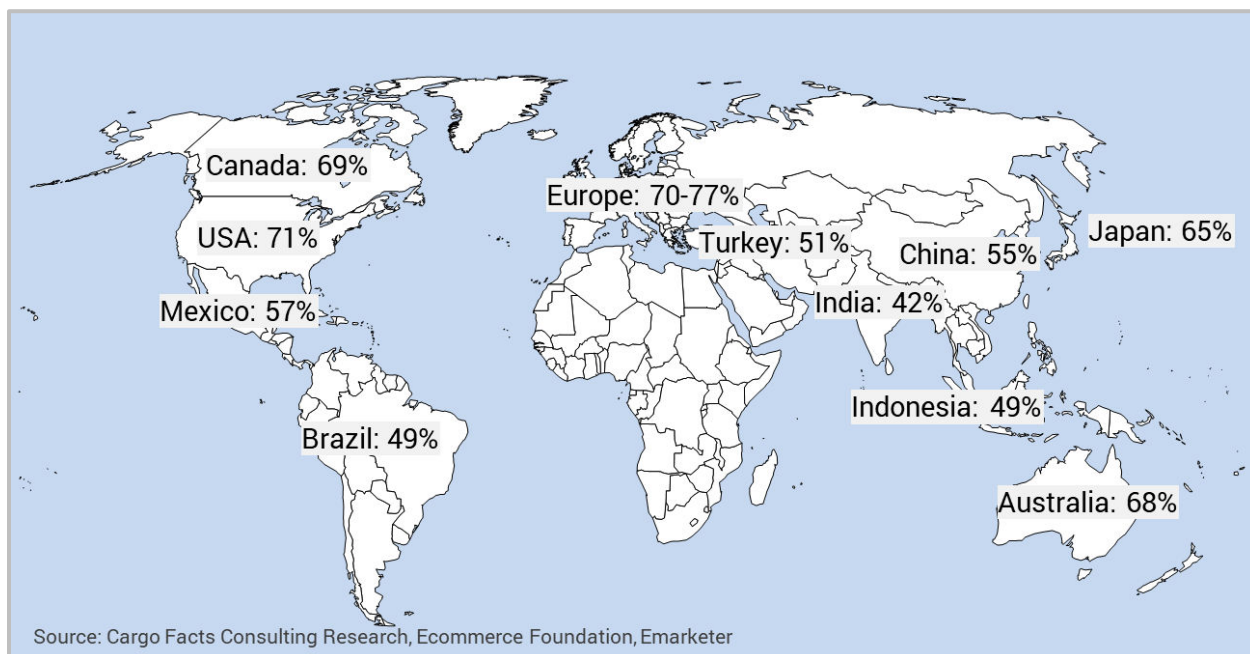 Canada: 69%
Europe: 70-77%
USA: 71%
Turkey: 51%
China: 55%
Japan: 65%
Mexico: 57%
India: 42%
Indonesia: 49%
Brazil: 49%
Australia: 68%
Source: Cargo Facts Consulting Research, Ecommerce Foundation, Emarketer